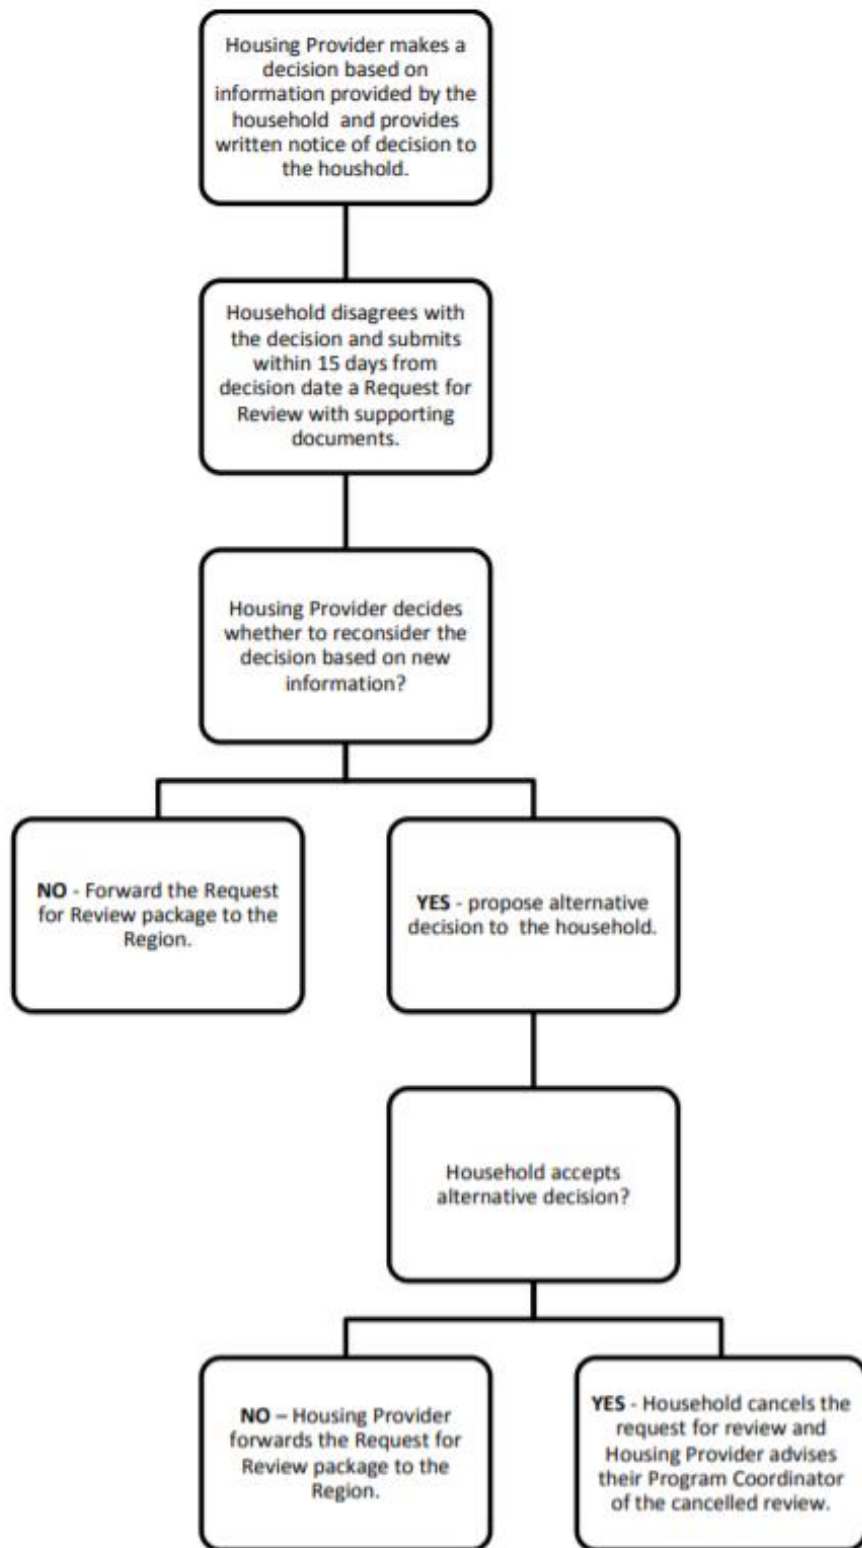 Housing Provider makes a
decision based on
information provided by the
household and provides
written notice of decision to
the houshold.
Household disagrees with
the decision and submits
within 15 days from
decision date a Request for
Review with supporting
documents.
Housing Provider decides
whether to reconsider the
decision based on new
information?
NO - Forward the Request
for Review package to the
Region.
YES - propose alternative
decision to the household.
Household accepts
alternative decision?
NO – Housing Provider
forwards the Request for
Review package to the
Region.
YES - Household cancels the
request for review and
Housing Provider advises
their Program Coordinator
of the cancelled review.